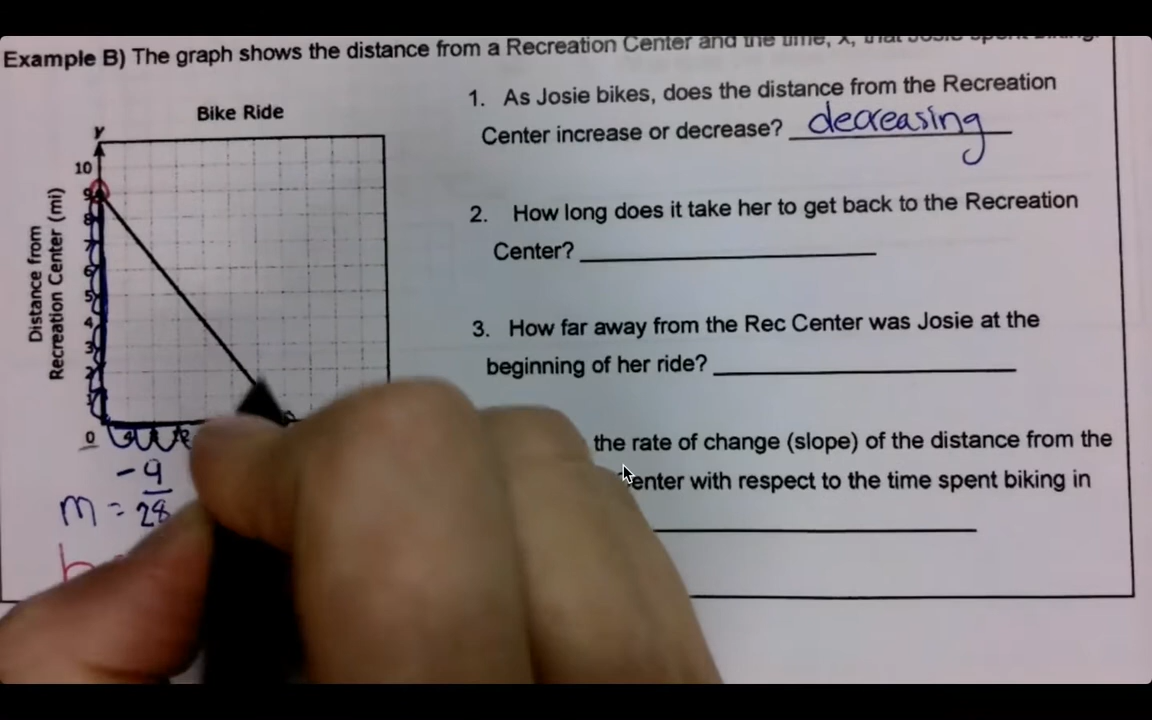 Example B) The graph shows the distance from a Recreation Center and the time, x, that Josie spent biking.
Bike Ride
y
10
9
8
7
6
5
4
3
2
1
0
Distance from
Recreation Center (mi)
- 9
m = 28
b
1. As Josie bikes, does the distance from the Recreation
Center increase or decrease? decreasing
2. How long does it take her to get back to the Recreation
Center?
3. How far away from the Rec Center was Josie at the
beginning of her ride?
the rate of change (slope) of the distance from the
enter with respect to the time spent biking in